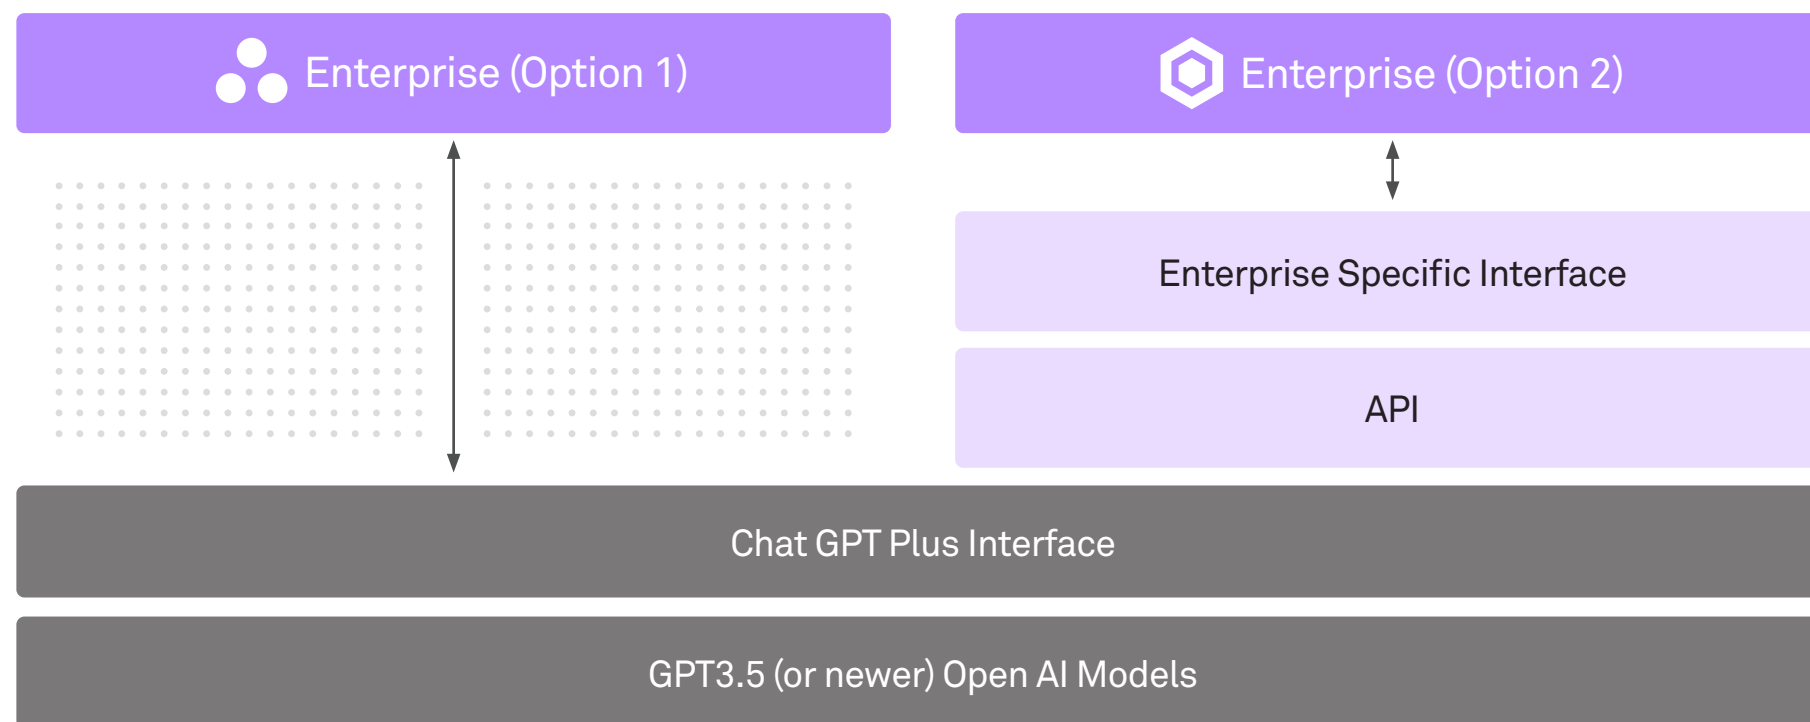 Enterprise (Option 1)
Enterprise (Option 2)
Enterprise Specific Interface
API
Chat GPT Plus Interface
GPT3.5 (or newer) Open AI Models